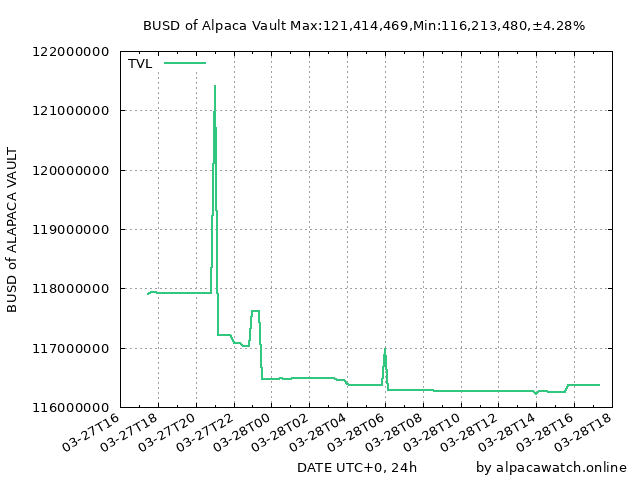 BUSD of Alpaca Vault Max:121,414,469,Min:116,213,480,±4.28%
TVL
122000000
121000000
120000000
119000000
118000000
117000000
116000000
BUSD of ALAPACA VAULT
03-27T16
03-27T18
03-27T20
03-27T22
03-28T00
03-28T02
03-28T04
03-28T06
03-28T08
03-28T10
03-28T12
03-28T14
03-28T16
03-28T18
DATE UTC+0, 24h
by alpacawatch.online